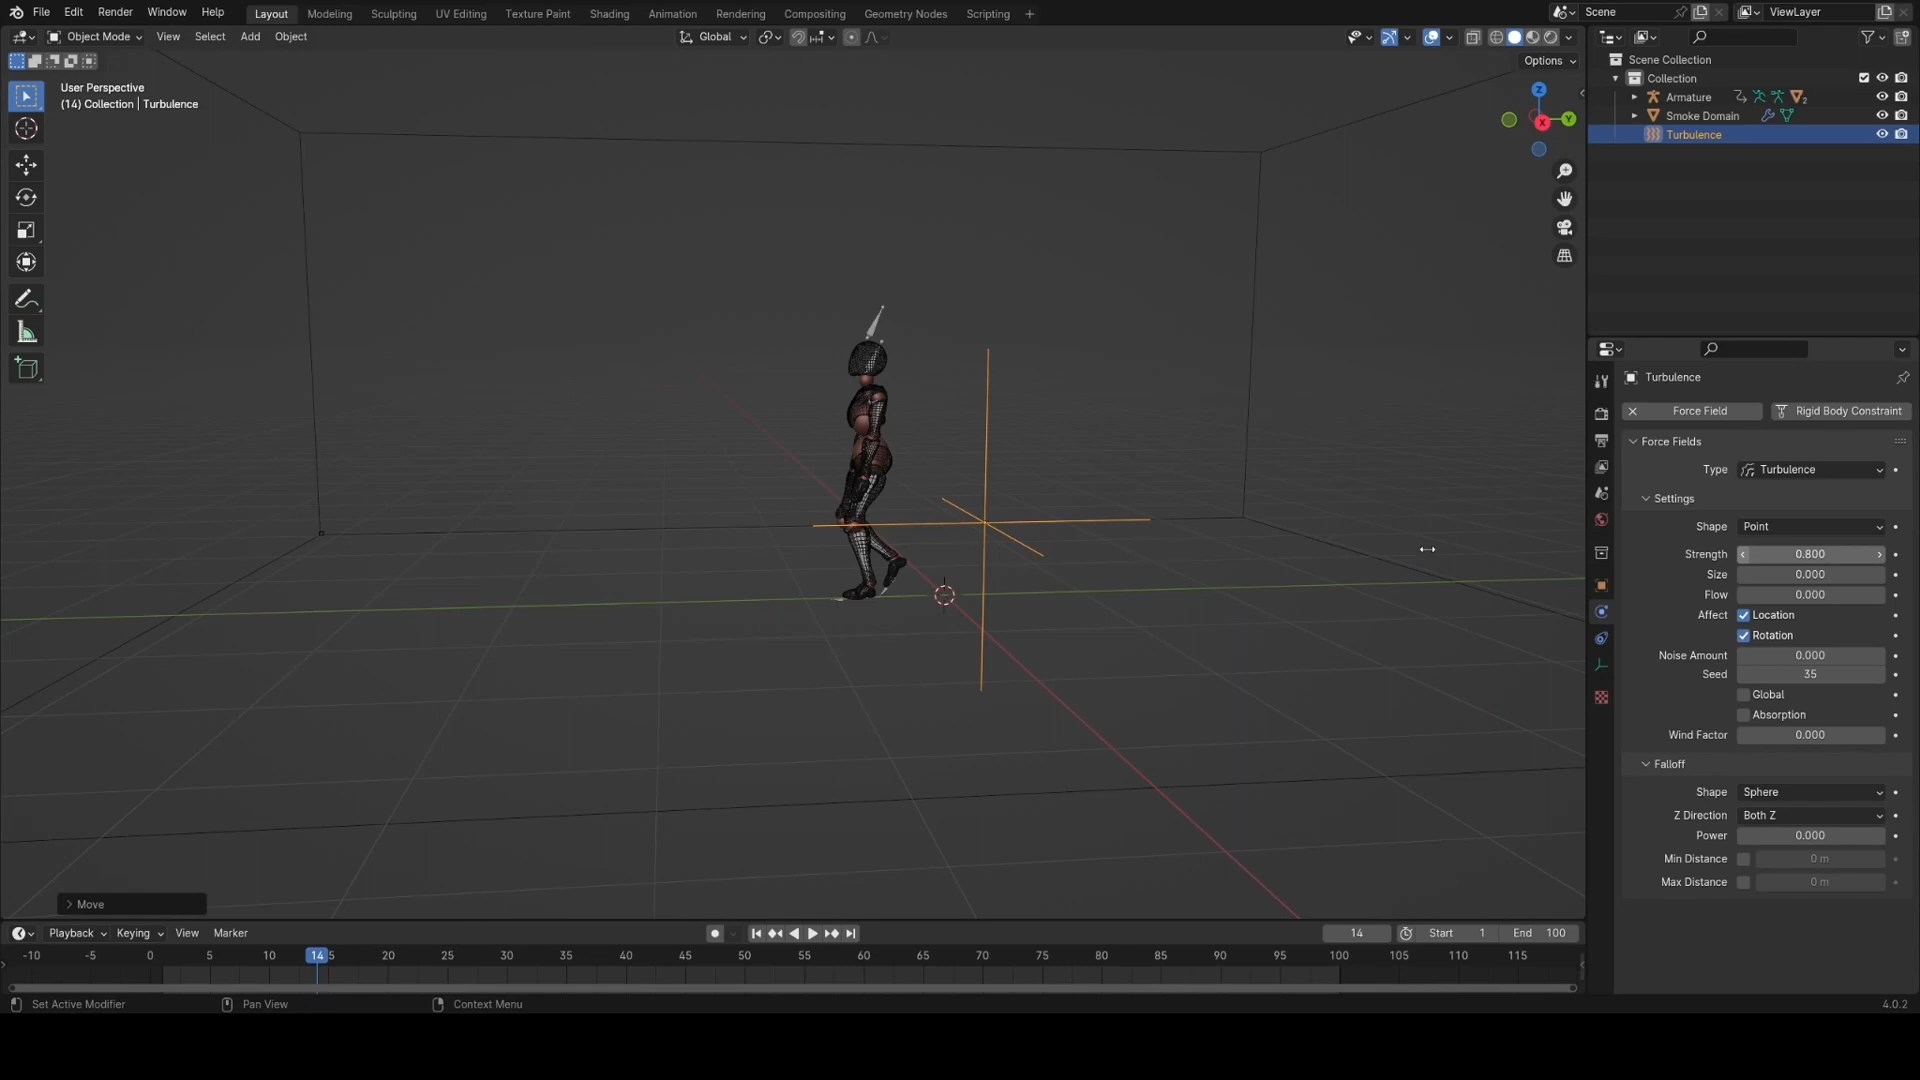 File Edit Render Window Help Layout Modeling Sculpting UV Editing Texture Paint Shading Animation Rendering Compositing Geometry Nodes Scripting + Scene ViewLayer
Object Mode View Select Add Object Global
Options
User Perspective
(14) Collection | Turbulence
Z
Y
X
Scene Collection
Collection
Armature 2
Smoke Domain
Turbulence
Turbulence
Force Field Rigid Body Constraint
Force Fields
Type Turbulence
Settings
Shape Point
Strength 0.800
Size 0.000
Flow 0.000
Affect Location
Rotation
Noise Amount 0.000
Seed 35
Global
Absorption
Wind Factor 0.000
Falloff
Shape Sphere
Z Direction Both Z
Power 0.000
Min Distance 0 m
Max Distance 0 m
Move
Playback Keying View Marker 14 Start 1 End 100
-10 -5 0 5 10 14 5 20 25 30 35 40 45 50 55 60 65 70 75 80 85 90 95 100 105 110 115
Set Active Modifier Pan View Context Menu 4.0.2